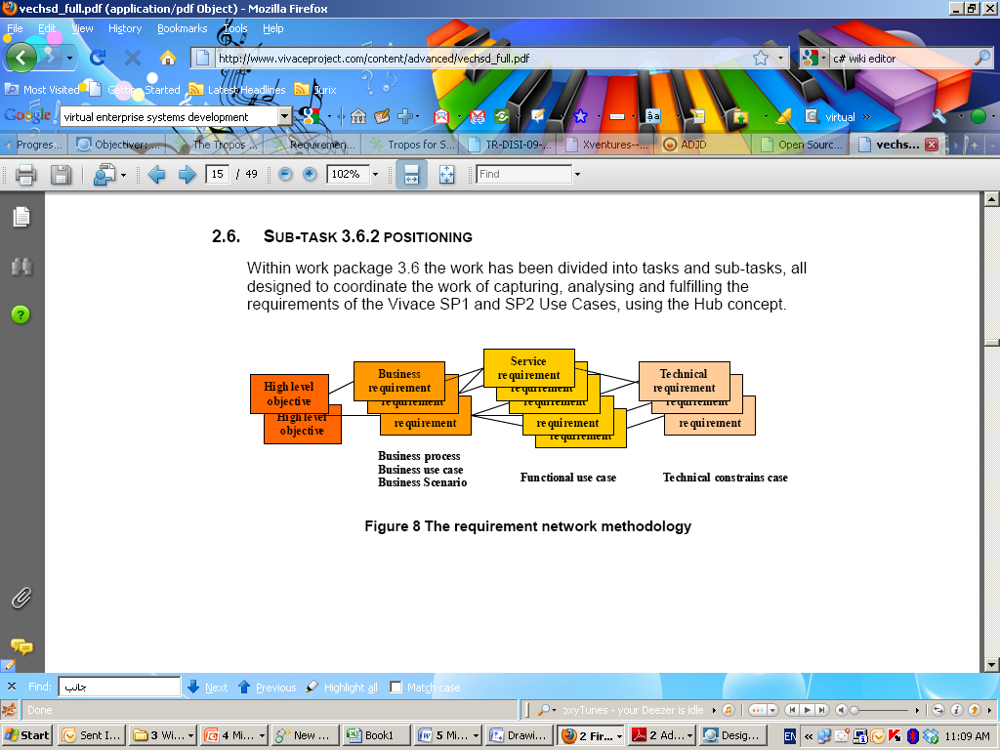 vechsd_full.pdf (application/pdf Object) - Mozilla Firefox
File Edit View History Bookmarks Tools Help
http://www.vivaceproject.com/content/advanced/vechsd_full.pdf
c# wiki editor
Most Visited Getting Started Latest Headlines Jurix
Google virtual enterprise systems development virtual »
Progres... Objectiver: ... The Tropos ... Requiremen... Tropos for S... TR-DISI-09-... Xventures--... ADJD Open Sourc... vechs...
15 / 49 102% Find
2.6. SUB-TASK 3.6.2 POSITIONING
Within work package 3.6 the work has been divided into tasks and sub-tasks, all
designed to coordinate the work of capturing, analysing and fulfilling the
requirements of the Vivace SP1 and SP2 Use Cases, using the Hub concept.
High level
objective
High level
objective
Business
requirement
requirement
requirement
Service
requirement
requirement
requirement
requirement
requirement
Technical
requirement
requirement
requirement
Business process
Business use case
Business Scenario
Functional use case
Technical constrains case
Figure 8 The requirement network methodology
Find: جانب Next Previous Highlight all Match case
Done
oxyTunes - your Deezer is idle
Start Sent I... 3 Wi... 4 Mi... New ... Book1 5 Mi... Drawi... 2 Fir... 2 Ad... Desig... EN « 11:09 AM